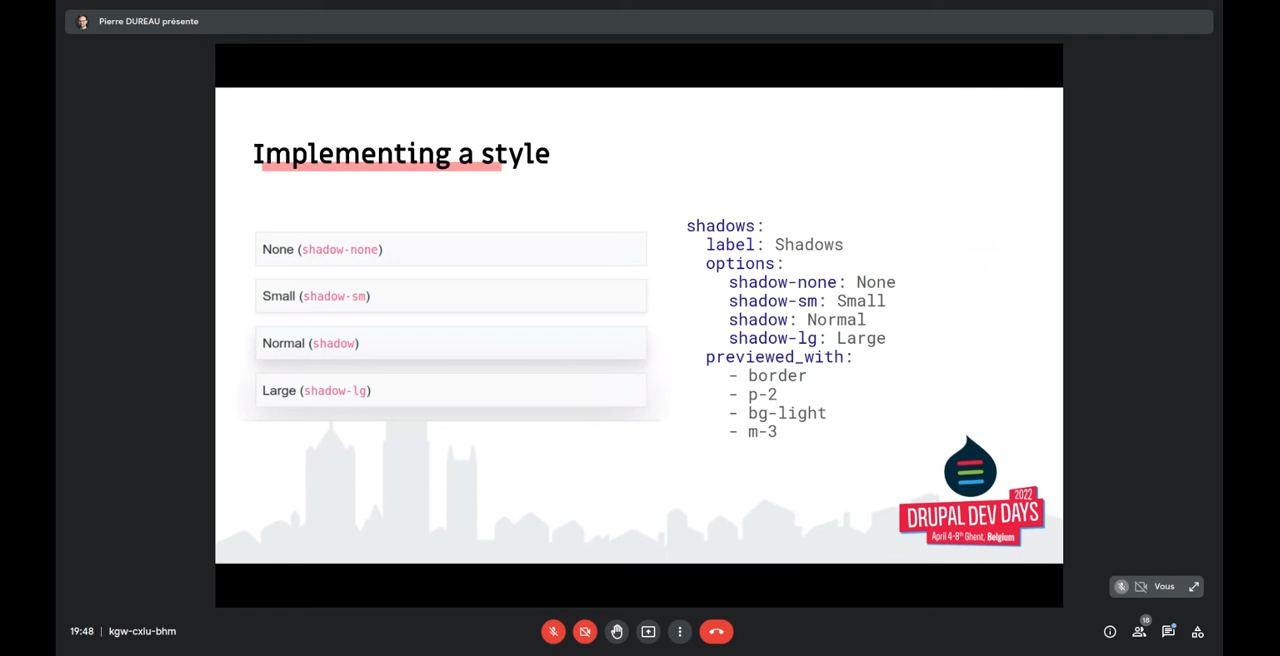 Pierre DUREAU présente
Implementing a style
None (shadow-none)
Small (shadow-sm)
Normal (shadow)
Large (shadow-lg)
shadows:
label: Shadows
options:
shadow-none: None
shadow-sm: Small
shadow: Normal
shadow-lg: Large
previewed_with:
- border
- p-2
- bg-light
- m-3
2022
DRUPAL DEV DAYS
April 4-8th Ghent, Belgium
Vous
19:48 | kgw-cxiu-bhm
18